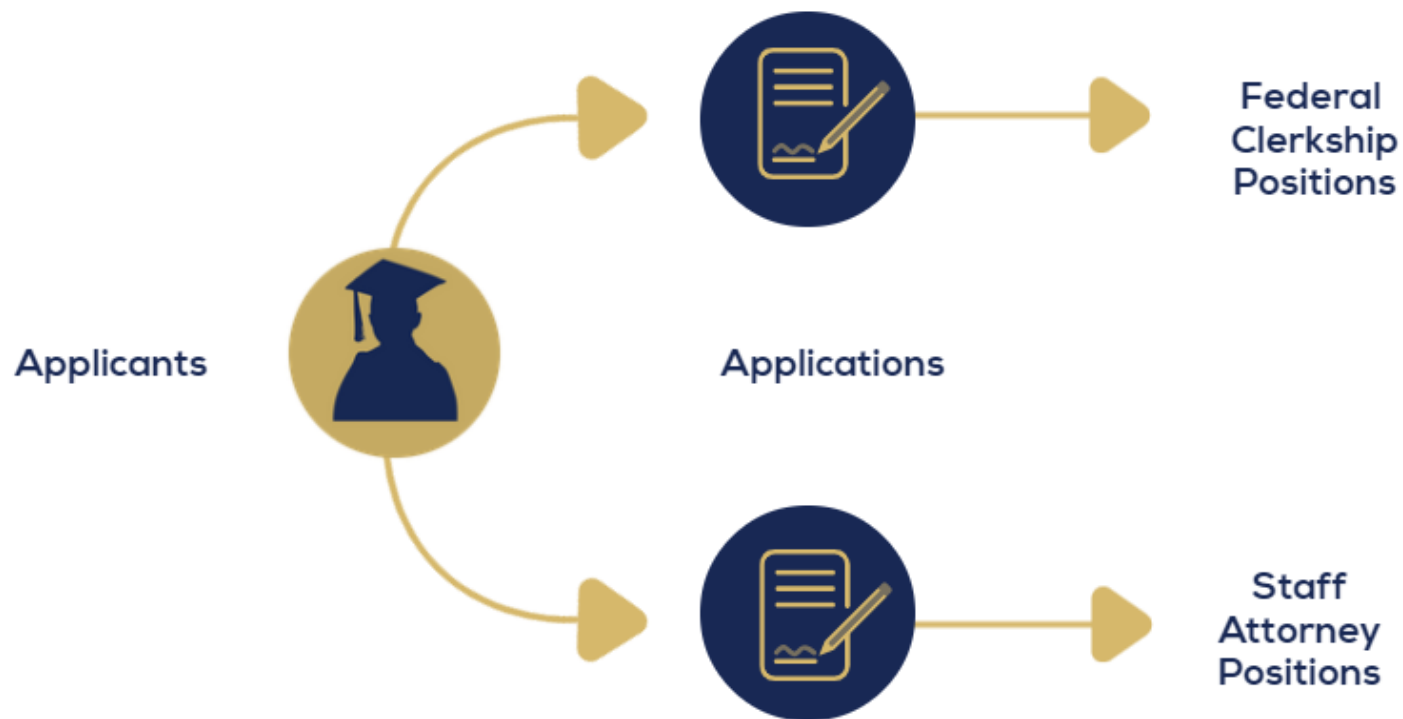 Federal
Clerkship
Positions
Applicants
Applications
Staff
Attorney
Positions